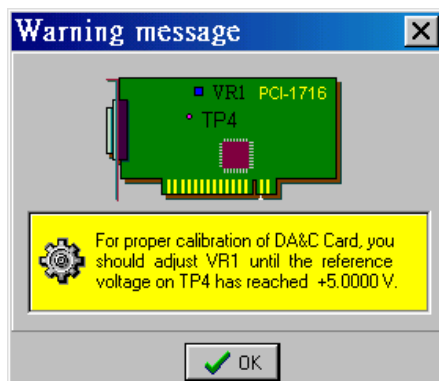 Warning message
VR1 PCI-1716
TP4
For proper calibration of DA&C Card, you
should adjust VR1 until the reference
voltage on TP4 has reached +5.0000 V.
OK